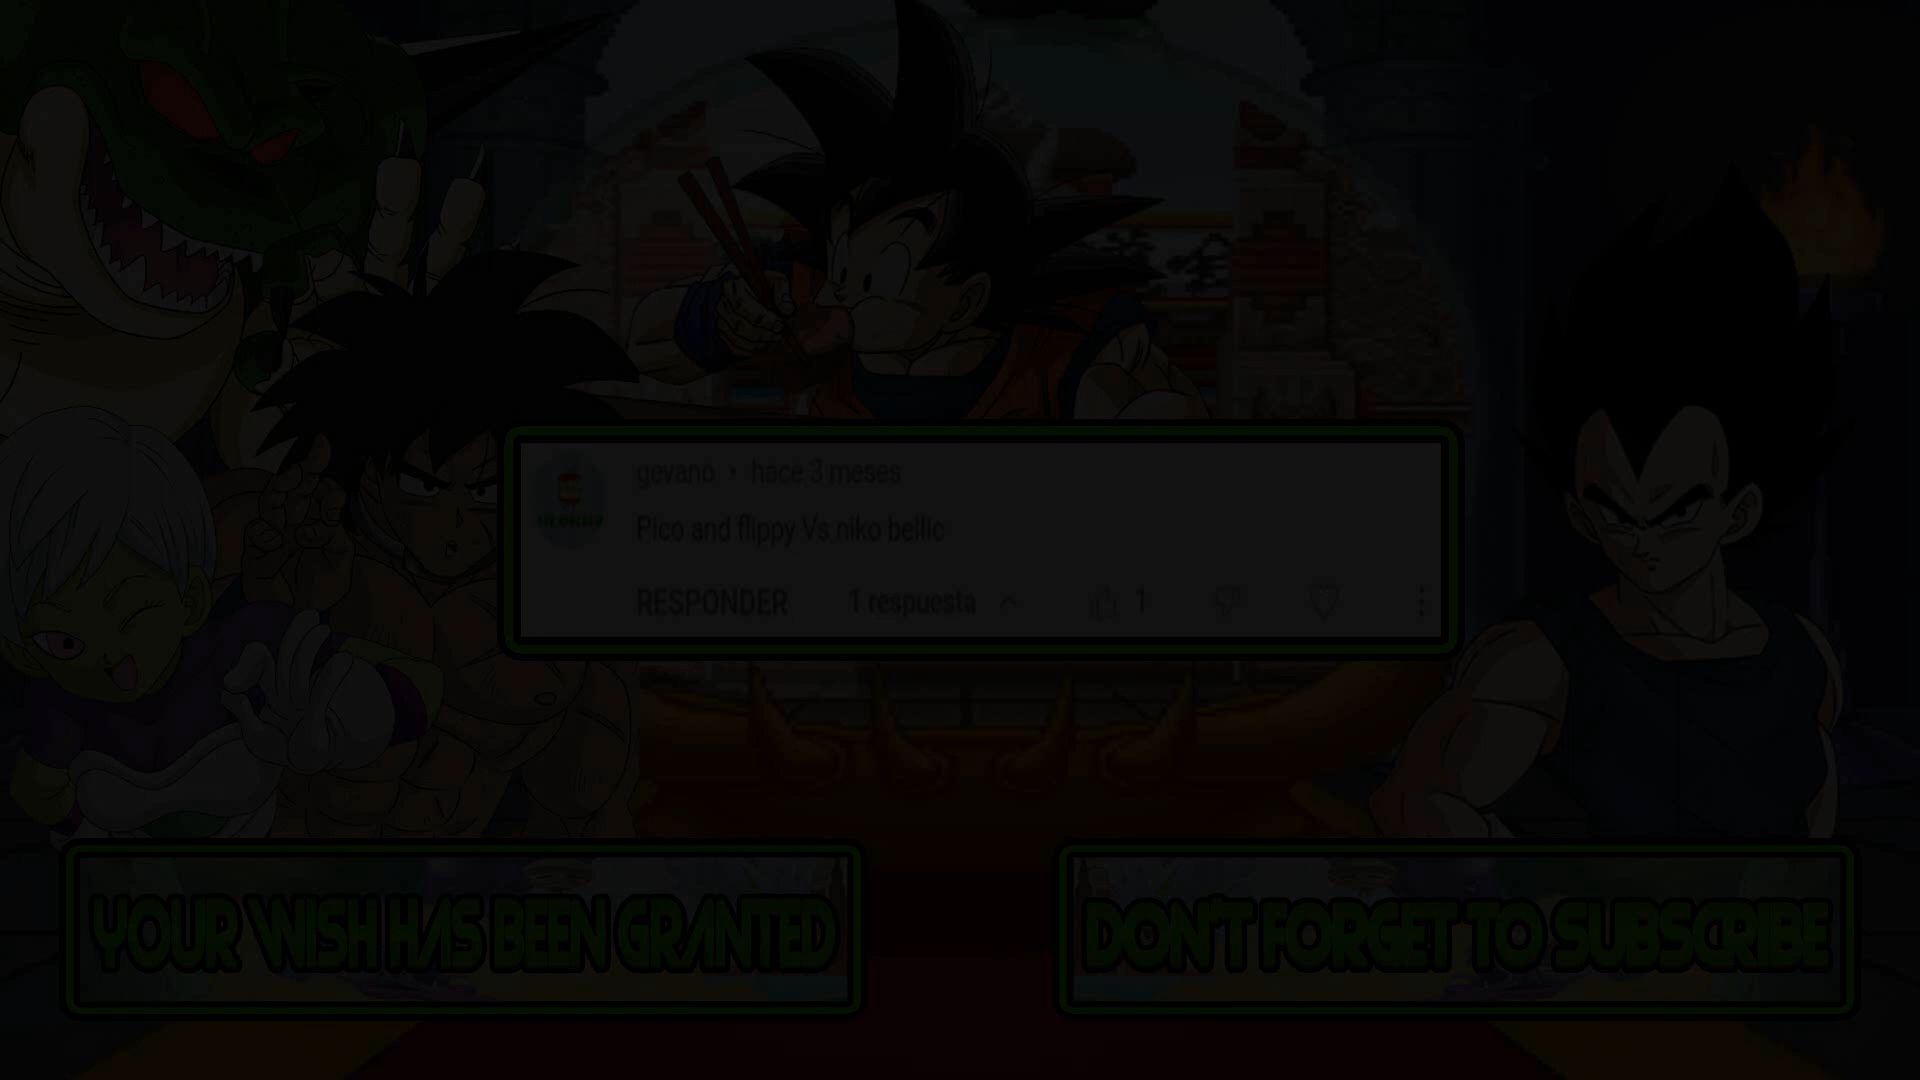 gevano • hace 3 meses
Pico and flippy Vs niko bellic
RESPONDER 1 respuesta 1
YOUR WISH HAS BEEN GRANTED
DON'T FORGET TO SUBSCRIBE